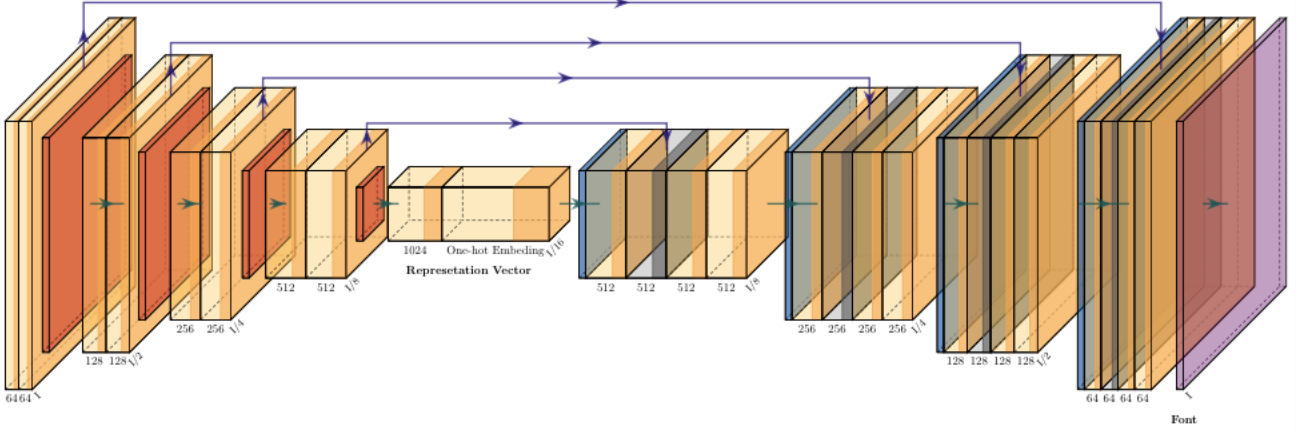 1024 One-hot Embeding 1/16
Represetation Vector
512 512 1/8
512 512 512 512 1/8
256 256 1/4
256 256 256 256 1/4
128 128 1/2
128 128 128 128 1/2
64 64 1
64 64 64 64
1
Font